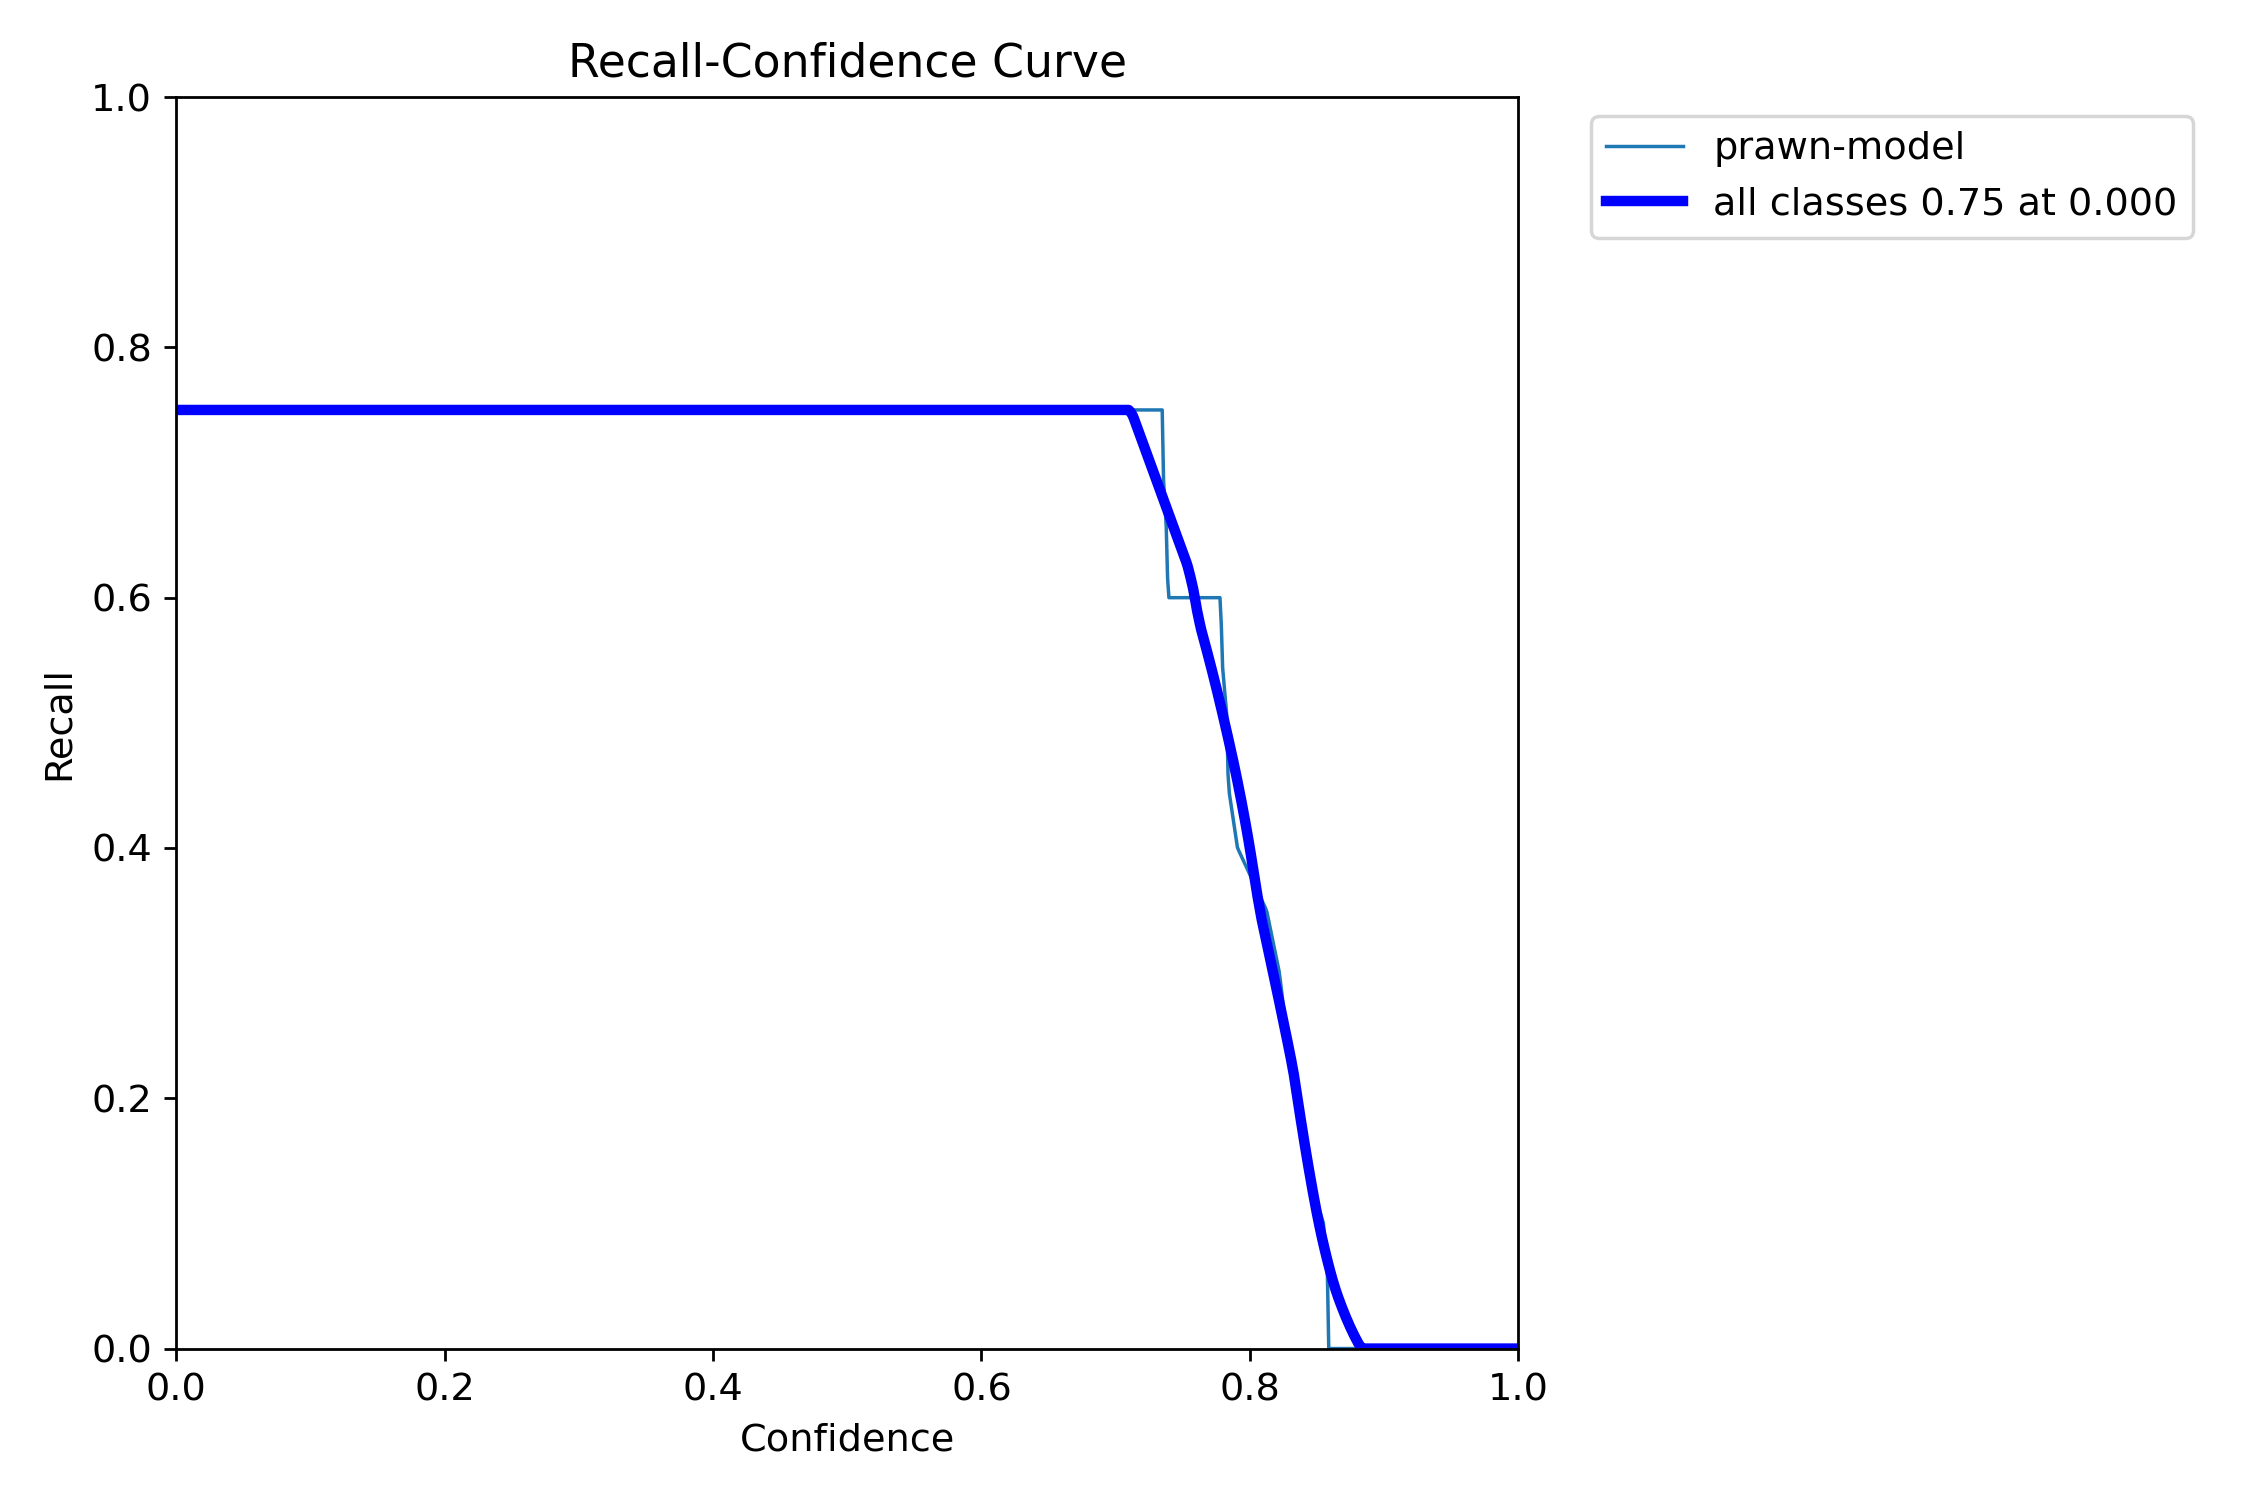 Recall-Confidence Curve
1.0
0.8
0.6
0.4
0.2
0.0
Recall
0.0 0.2 0.4 0.6 0.8 1.0
Confidence
prawn-model
all classes 0.75 at 0.000